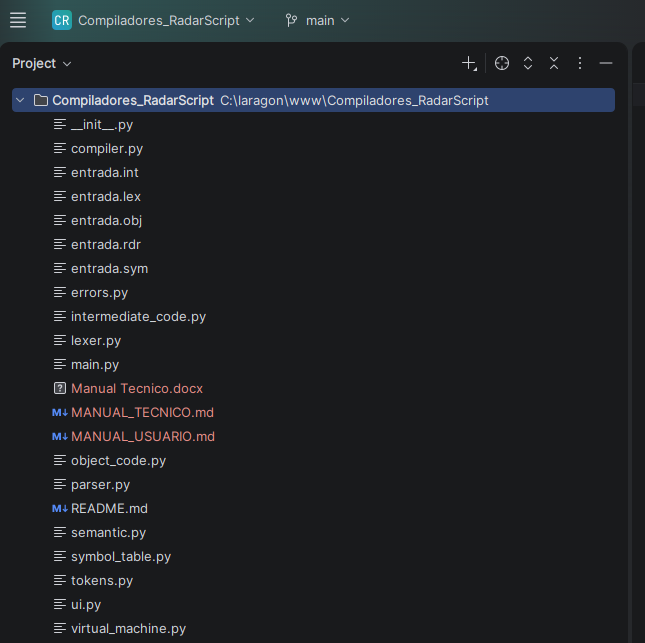 CR Compiladores_RadarScript main
Project
Compiladores_RadarScript C:\laragon\www\Compiladores_RadarScript
__init__.py
compiler.py
entrada.int
entrada.lex
entrada.obj
entrada.rdr
entrada.sym
errors.py
intermediate_code.py
lexer.py
main.py
? Manual Tecnico.docx
M↓ MANUAL_TECNICO.md
M↓ MANUAL_USUARIO.md
object_code.py
parser.py
M↓ README.md
semantic.py
symbol_table.py
tokens.py
ui.py
virtual_machine.py